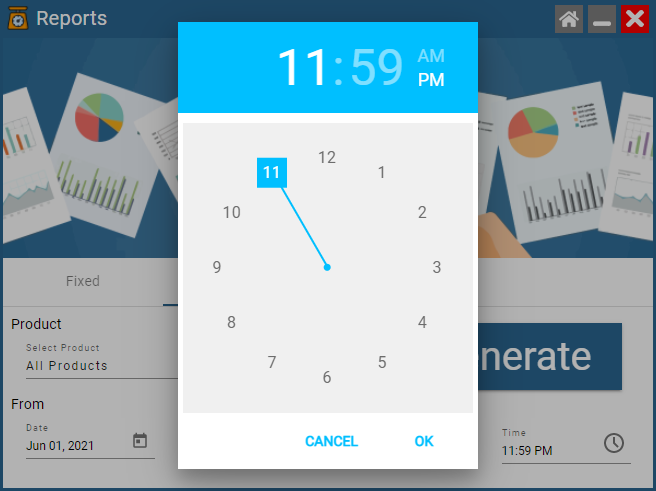 Reports
11:59
AM
PM
12
11
1
10
2
9
3
8
4
7
5
6
Fixed
Product
Select Product
All Products
nerate
From
Date
Jun 01, 2021
Time
11:59 PM
CANCEL
OK